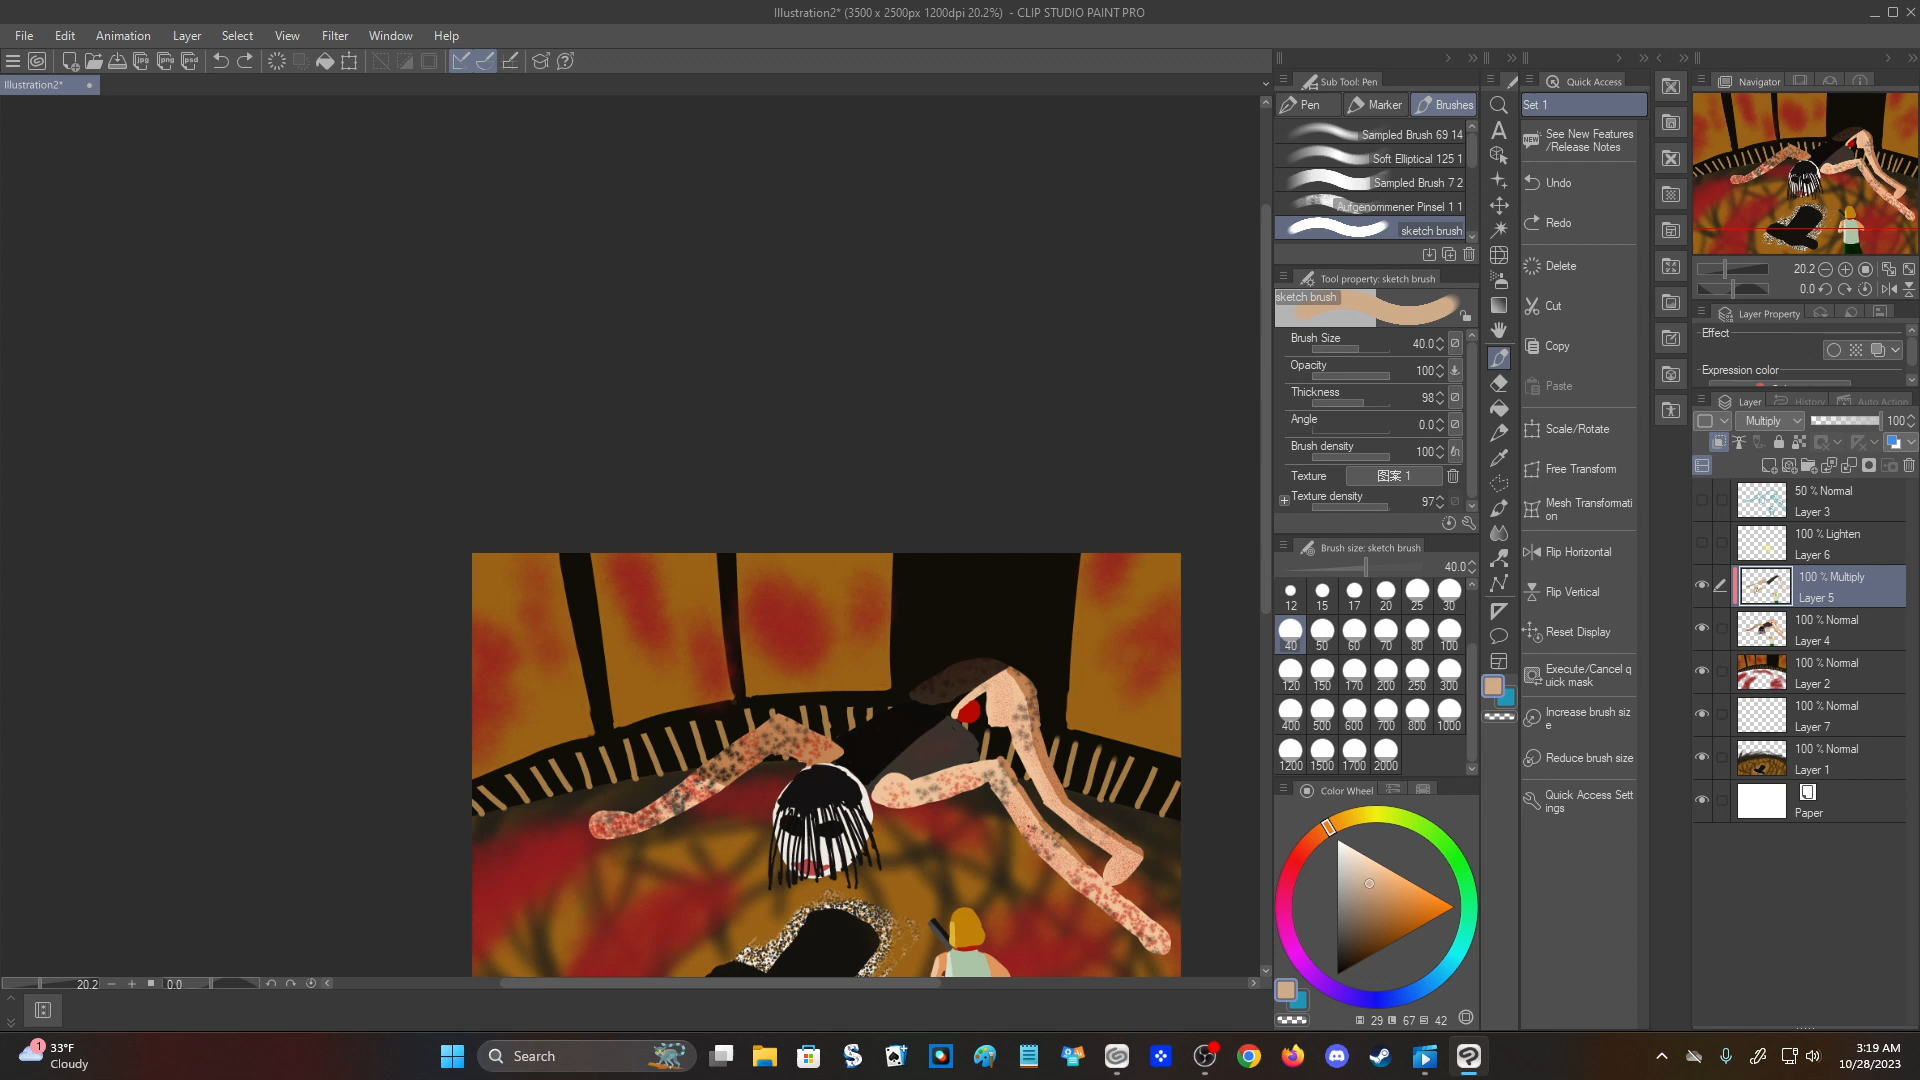 Illustration2* (3500 x 2500px 1200dpi 20.2%)  - CLIP STUDIO PAINT PRO
File Edit Animation Layer Select View Filter Window Help
Illustration2*
Sub Tool: Pen
Pen Marker Brushes
Sampled Brush 69 14
Soft Elliptical 125 1
Sampled Brush 7 2
Aufgenommener Pinsel 1 1
sketch brush
Tool property: sketch brush
sketch brush
Brush Size 40.0
Opacity 100
Thickness 98
Angle 0.0
Brush density 100
Texture 图案 1
Texture density 97
Brush size: sketch brush
40.0
12 15 17 20 25 30
40 50 60 70 80 100
120 150 170 200 250 300
400 500 600 700 800 1000
1200 1500 1700 2000
Color Wheel
29 67 42
Quick Access
Set 1
See New Features
/Release Notes
Undo
Redo
Delete
Cut
Copy
Paste
Scale/Rotate
Free Transform
Mesh Transformati
on
Flip Horizontal
Flip Vertical
Reset Display
Execute/Cancel q
uick mask
Increase brush siz
e
Reduce brush size
Quick Access Sett
ings
Navigator
20.2
0.0
Layer Property
Effect
Expression color
Layer History Auto Action
Multiply 100
50 % Normal
Layer 3
100 % Lighten
Layer 6
100 % Multiply
Layer 5
100 % Normal
Layer 4
100 % Normal
Layer 2
100 % Normal
Layer 7
100 % Normal
Layer 1
Paper
20.2 0.0
1
33°F
Cloudy
Search
3:19 AM
10/28/2023